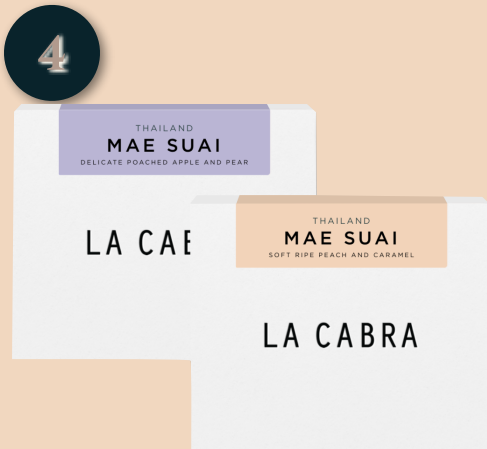 4
THAILAND
MAE SUAI
DELICATE POACHED APPLE AND PEAR
LA CAB
THAILAND
MAE SUAI
SOFT RIPE PEACH AND CARAMEL
LA CABRA